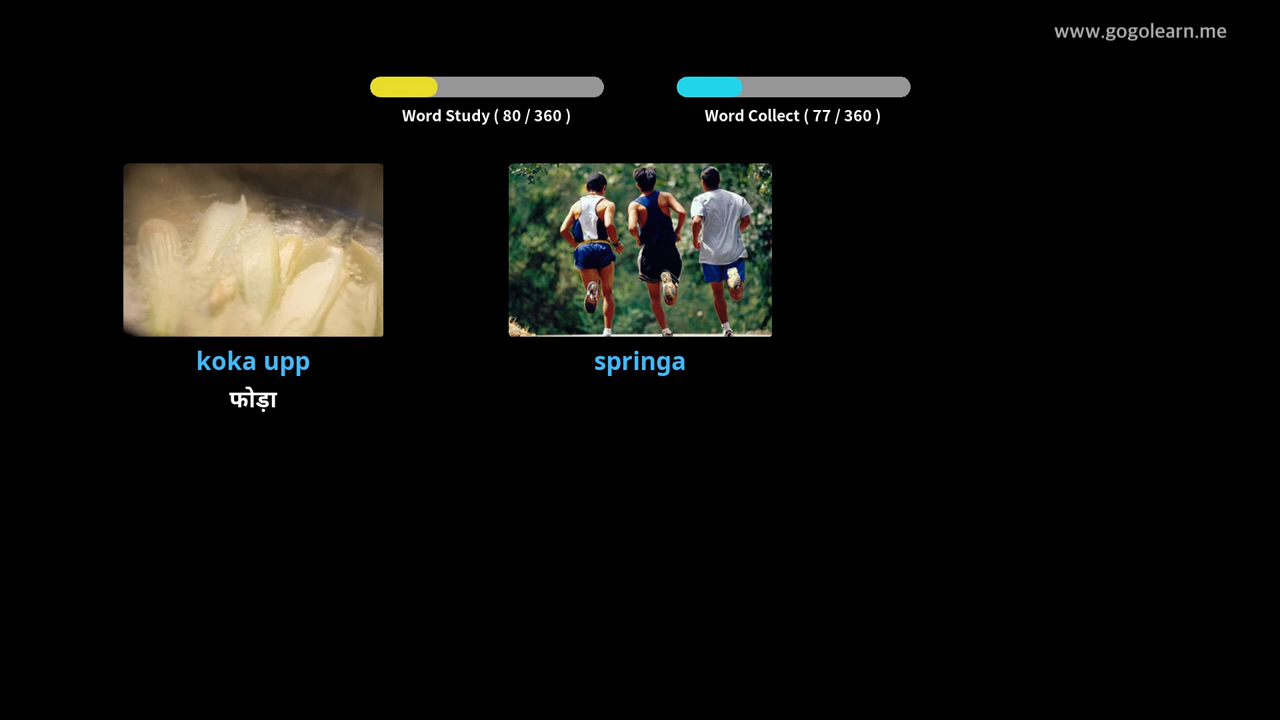 www.gogolearn.me
Word Study ( 80 / 360 )
Word Collect ( 77 / 360 )
koka upp
springa
फोड़ा